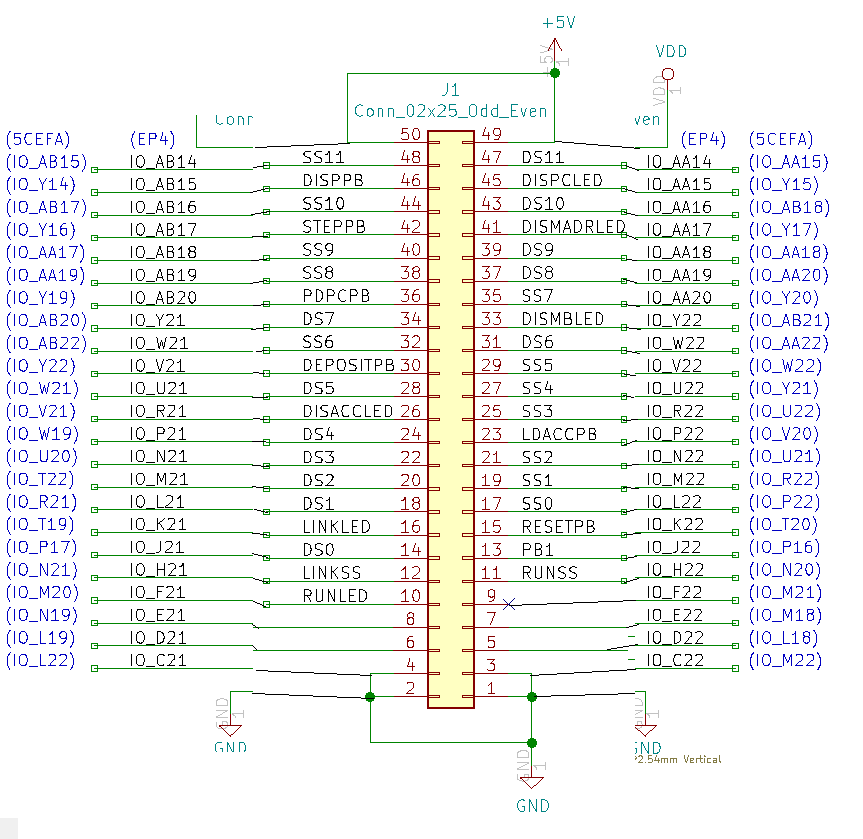 +5V
+5V 1
VDD
VDD 1
J1
Conn_02x25_Odd_Even
Conn
ven
50 49
(5CEFA) (EP4) (EP4) (5CEFA)
(IO_AB15) IO_AB14 SS11 48 47 DS11 IO_AA14 (IO_AA15)
(IO_Y14) IO_AB15 DISPPB 46 45 DISPCLED IO_AA15 (IO_Y15)
(IO_AB17) IO_AB16 SS10 44 43 DS10 IO_AA16 (IO_AB18)
(IO_Y16) IO_AB17 STEPPB 42 41 DISMADRLED IO_AA17 (IO_Y17)
(IO_AA17) IO_AB18 SS9 40 39 DS9 IO_AA18 (IO_AA18)
(IO_AA19) IO_AB19 SS8 38 37 DS8 IO_AA19 (IO_AA20)
(IO_Y19) IO_AB20 PDPCPB 36 35 SS7 IO_AA20 (IO_Y20)
(IO_AB20) IO_Y21 DS7 34 33 DISMBLED IO_Y22 (IO_AB21)
(IO_AB22) IO_W21 SS6 32 31 DS6 IO_W22 (IO_AA22)
(IO_Y22) IO_V21 DEPOSITPB 30 29 SS5 IO_V22 (IO_W22)
(IO_W21) IO_U21 DS5 28 27 SS4 IO_U22 (IO_Y21)
(IO_V21) IO_R21 DISACCLED 26 25 SS3 IO_R22 (IO_U22)
(IO_W19) IO_P21 DS4 24 23 LDACCPB IO_P22 (IO_V20)
(IO_U20) IO_N21 DS3 22 21 SS2 IO_N22 (IO_U21)
(IO_T22) IO_M21 DS2 20 19 SS1 IO_M22 (IO_R22)
(IO_R21) IO_L21 DS1 18 17 SS0 IO_L22 (IO_P22)
(IO_T19) IO_K21 LINKLED 16 15 RESETPB IO_K22 (IO_T20)
(IO_P17) IO_J21 DS0 14 13 PB1 IO_J22 (IO_P16)
(IO_N21) IO_H21 LINKSS 12 11 RUNSS IO_H22 (IO_N20)
(IO_M20) IO_F21 RUNLED 10 9 IO_F22 (IO_M21)
(IO_N19) IO_E21 8 7 IO_E22 (IO_M18)
(IO_L19) IO_D21 6 5 IO_D22 (IO_L18)
(IO_L22) IO_C21 4 3 IO_C22 (IO_M22)
2 1
GND 1
GND 1
GND
GND
P2.54mm Vertical
GND 1
GND